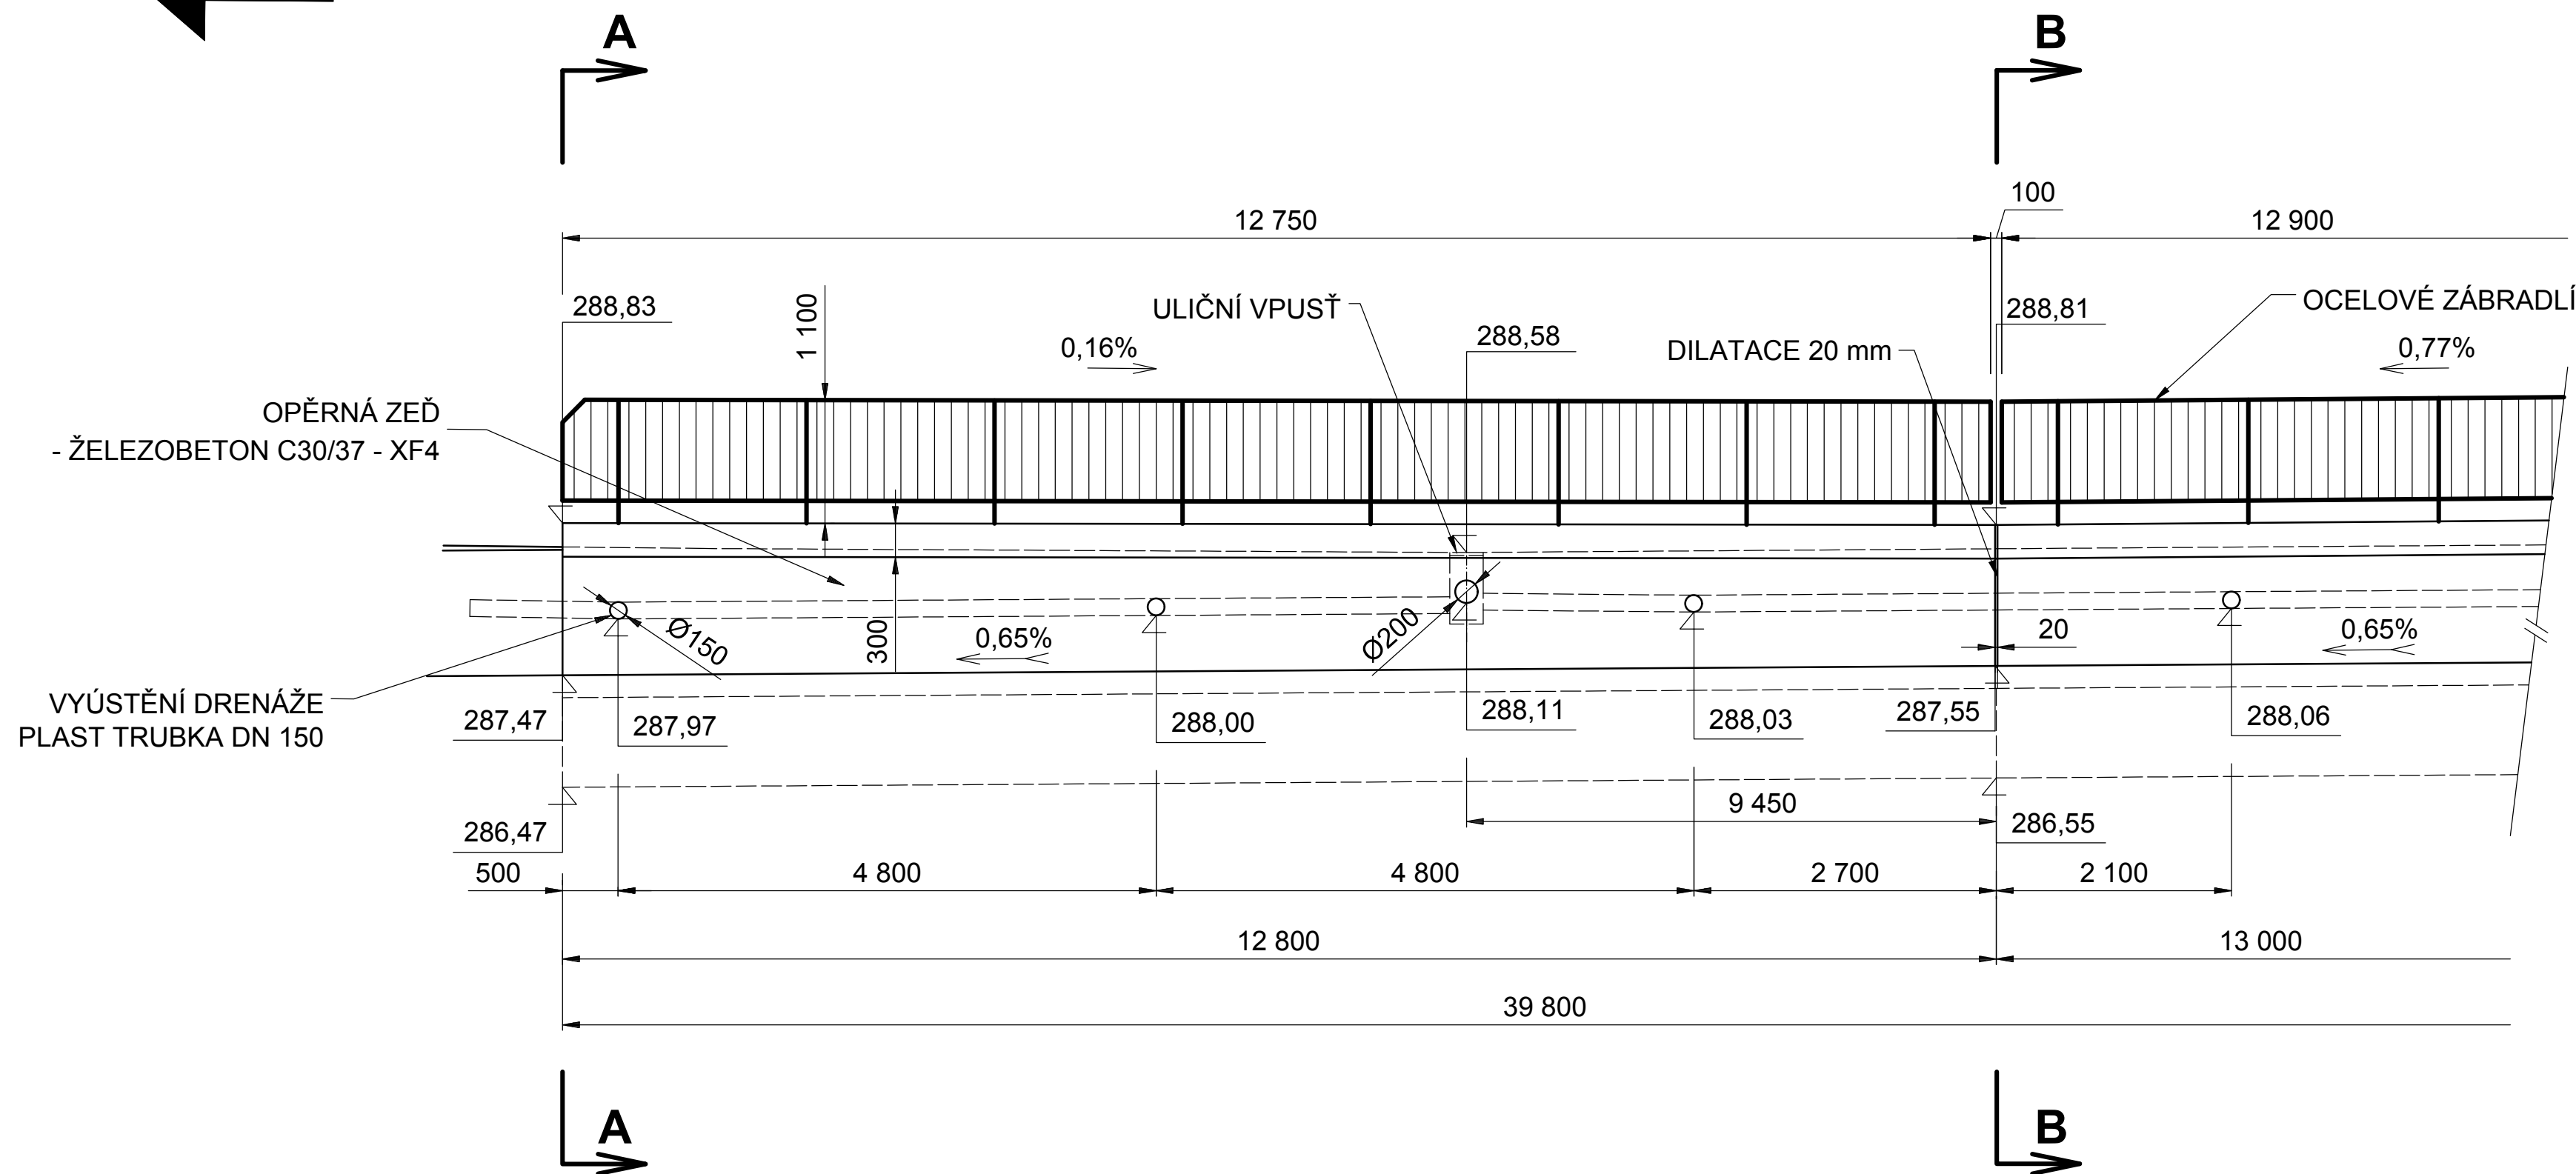 A
B
100
12 750
12 900
288,83
1 100
ULIČNÍ VPUSŤ
288,81
OCELOVÉ ZÁBRADLÍ
0,16%
288,58
DILATACE 20 mm
0,77%
OPĚRNÁ ZEĎ
- ŽELEZOBETON C30/37 - XF4
Ø150
0,65%
300
Ø200
20
0,65%
VYÚSTĚNÍ DRENÁŽE
PLAST TRUBKA DN 150
287,47
287,97
288,00
288,11
288,03
287,55
288,06
9 450
286,47
286,55
500
4 800
4 800
2 700
2 100
12 800
13 000
39 800
A
B